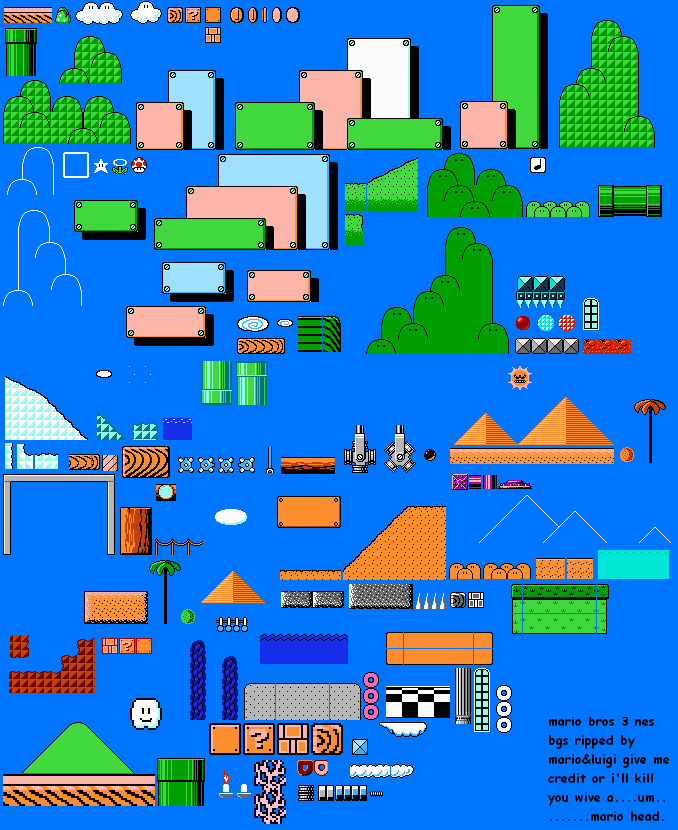 mario bros 3 nes
bgs ripped by
mario&luigi give me
credit or i'll kill
you wive a....um..
.......mario head.